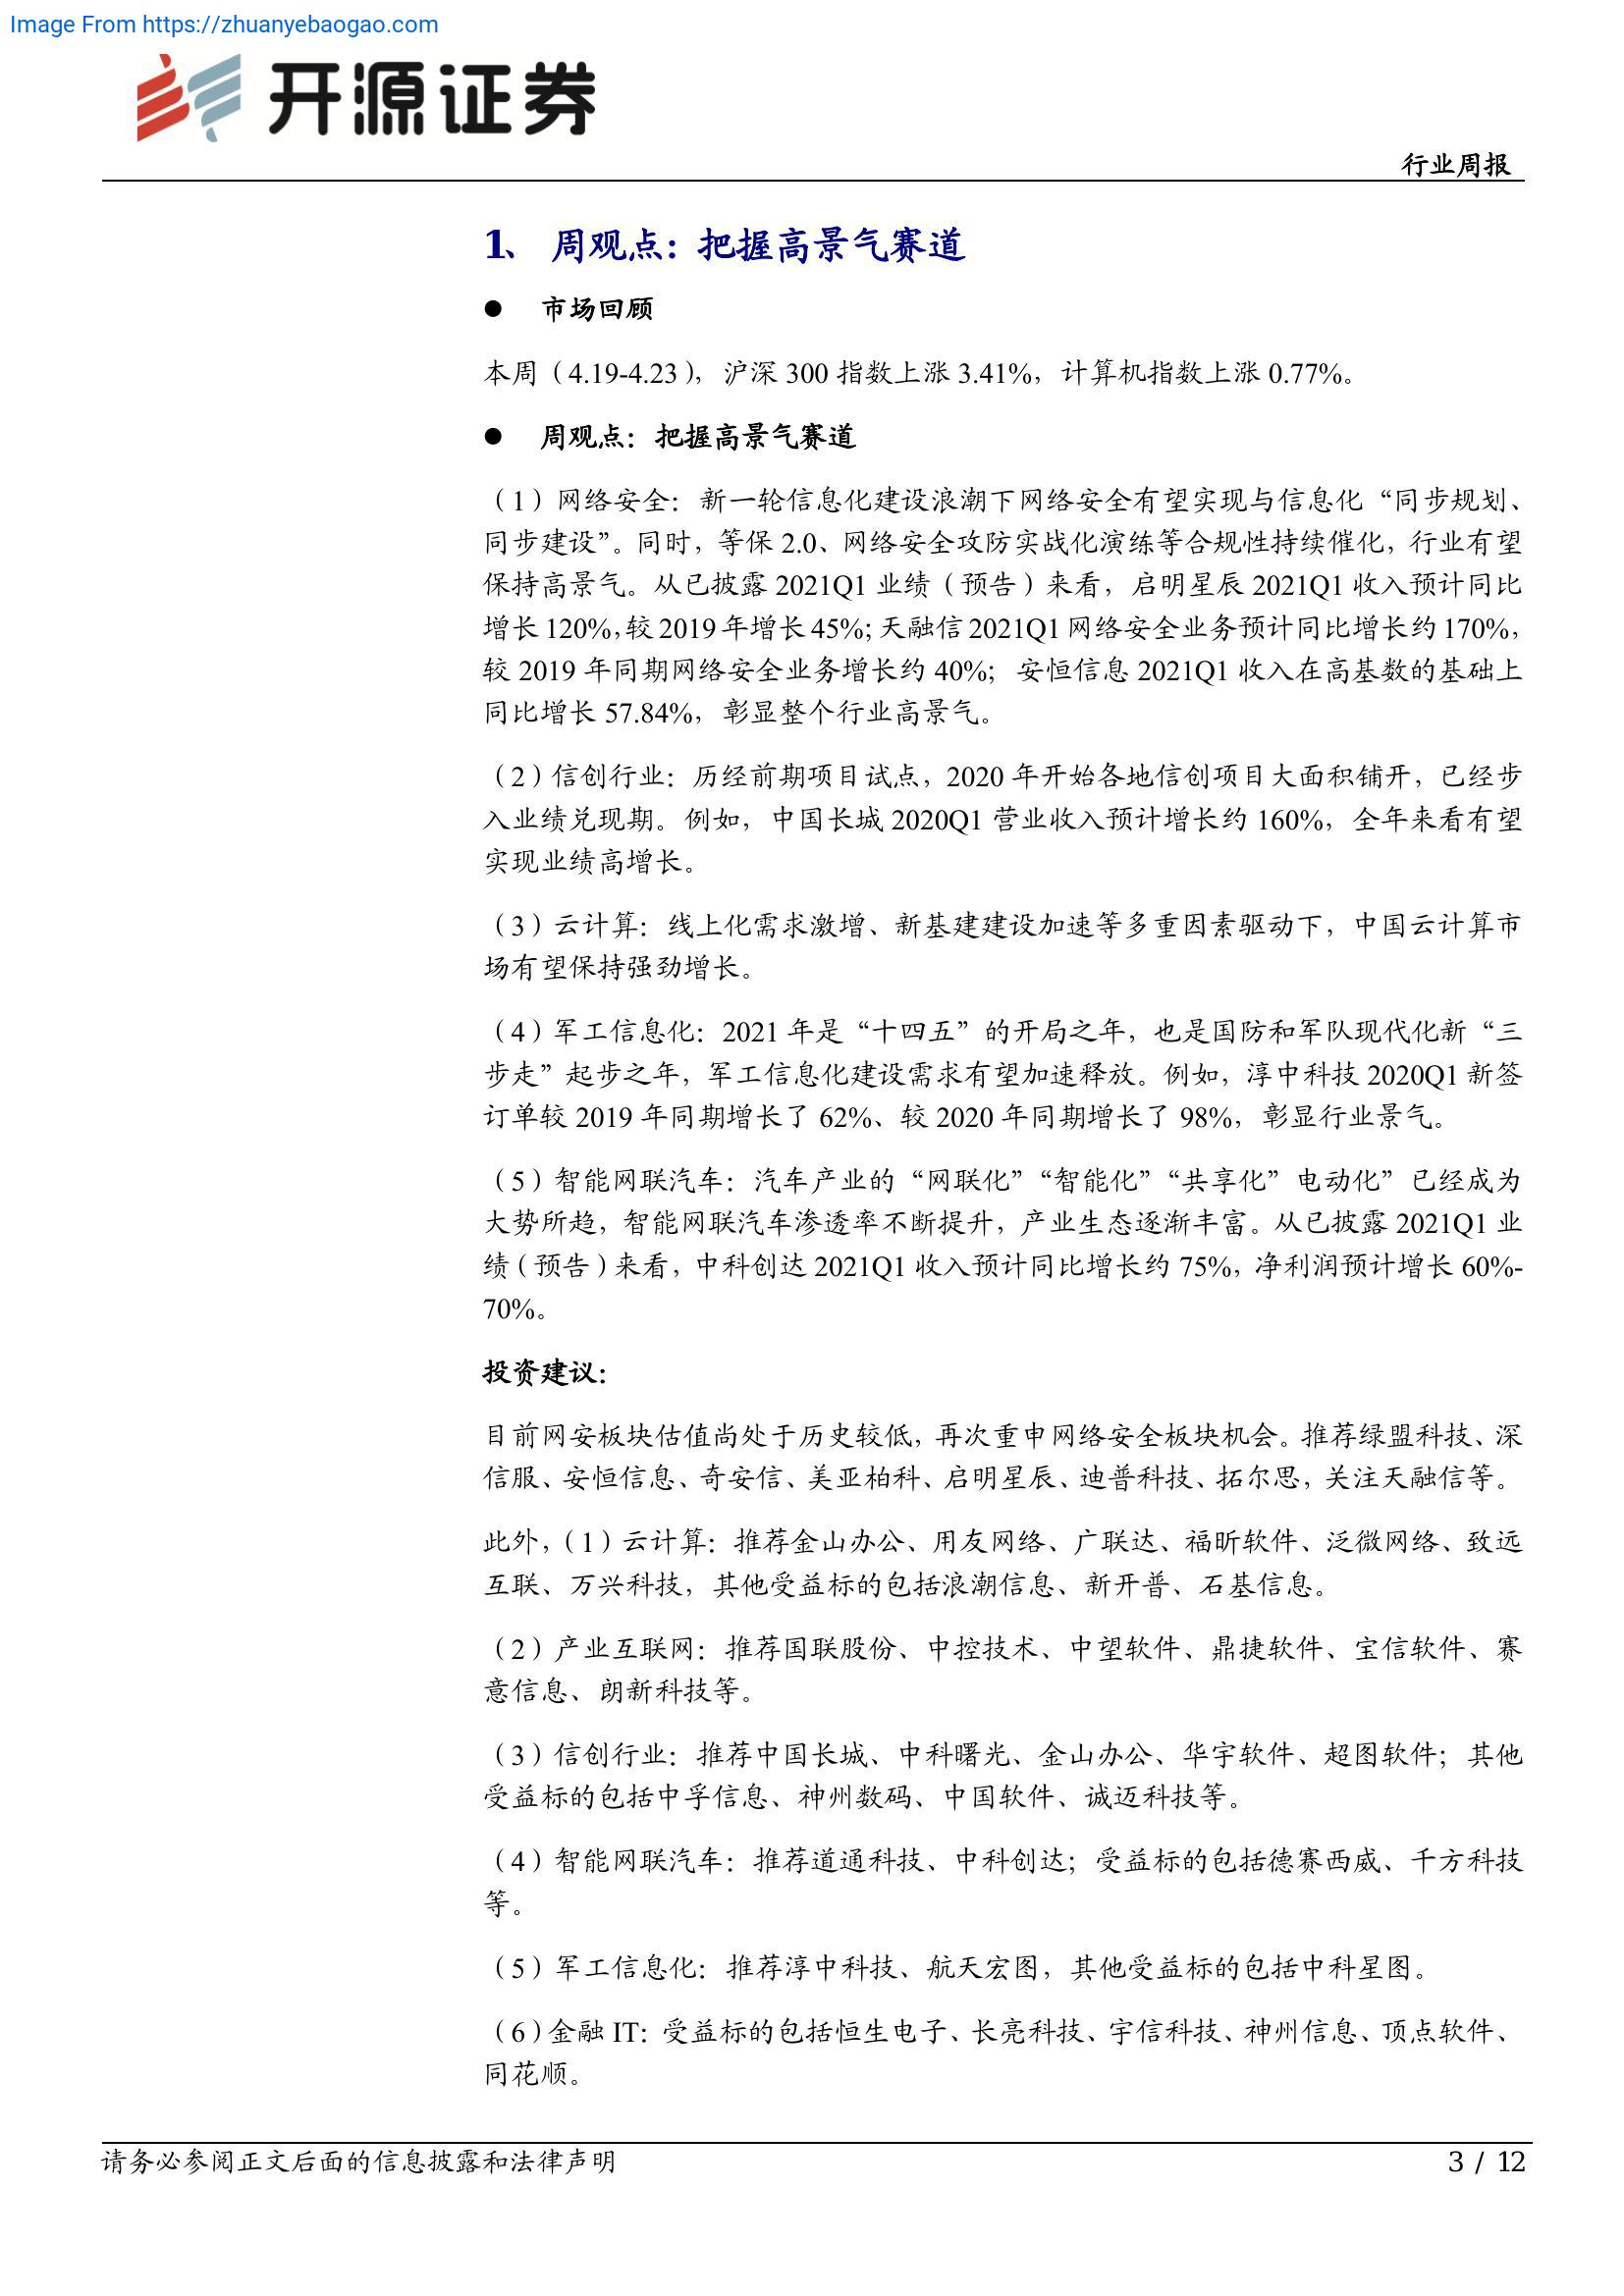 Image From https://zhuanyebaogao.com
开源证券
行业周报
1、 周观点：把握高景气赛道
● 市场回顾
本周（4.19-4.23），沪深 300 指数上涨 3.41%，计算机指数上涨 0.77%。
● 周观点：把握高景气赛道
（1）网络安全：新一轮信息化建设浪潮下网络安全有望实现与信息化“同步规划、
同步建设”。同时，等保 2.0、网络安全攻防实战化演练等合规性持续催化，行业有望
保持高景气。从已披露 2021Q1 业绩（预告）来看，启明星辰 2021Q1 收入预计同比
增长 120%，较 2019 年增长 45%；天融信 2021Q1 网络安全业务预计同比增长约 170%，
较 2019 年同期网络安全业务增长约 40%；安恒信息 2021Q1 收入在高基数的基础上
同比增长 57.84%，彰显整个行业高景气。
（2）信创行业：历经前期项目试点，2020 年开始各地信创项目大面积铺开，已经步
入业绩兑现期。例如，中国长城 2020Q1 营业收入预计增长约 160%，全年来看有望
实现业绩高增长。
（3）云计算：线上化需求激增、新基建建设加速等多重因素驱动下，中国云计算市
场有望保持强劲增长。
（4）军工信息化：2021 年是“十四五”的开局之年，也是国防和军队现代化新“三
步走”起步之年，军工信息化建设需求有望加速释放。例如，淳中科技 2020Q1 新签
订单较 2019 年同期增长了 62%、较 2020 年同期增长了 98%，彰显行业景气。
（5）智能网联汽车：汽车产业的“网联化”“智能化”“共享化”电动化”已经成为
大势所趋，智能网联汽车渗透率不断提升，产业生态逐渐丰富。从已披露 2021Q1 业
绩（预告）来看，中科创达 2021Q1 收入预计同比增长约 75%，净利润预计增长 60%-
70%。
投资建议：
目前网安板块估值尚处于历史较低，再次重申网络安全板块机会。推荐绿盟科技、深
信服、安恒信息、奇安信、美亚柏科、启明星辰、迪普科技、拓尔思，关注天融信等。
此外，（1）云计算：推荐金山办公、用友网络、广联达、福昕软件、泛微网络、致远
互联、万兴科技，其他受益标的包括浪潮信息、新开普、石基信息。
（2）产业互联网：推荐国联股份、中控技术、中望软件、鼎捷软件、宝信软件、赛
意信息、朗新科技等。
（3）信创行业：推荐中国长城、中科曙光、金山办公、华宇软件、超图软件；其他
受益标的包括中孚信息、神州数码、中国软件、诚迈科技等。
（4）智能网联汽车：推荐道通科技、中科创达；受益标的包括德赛西威、千方科技
等。
（5）军工信息化：推荐淳中科技、航天宏图，其他受益标的包括中科星图。
（6）金融 IT：受益标的包括恒生电子、长亮科技、宇信科技、神州信息、顶点软件、
同花顺。
请务必参阅正文后面的信息披露和法律声明
3 / 12